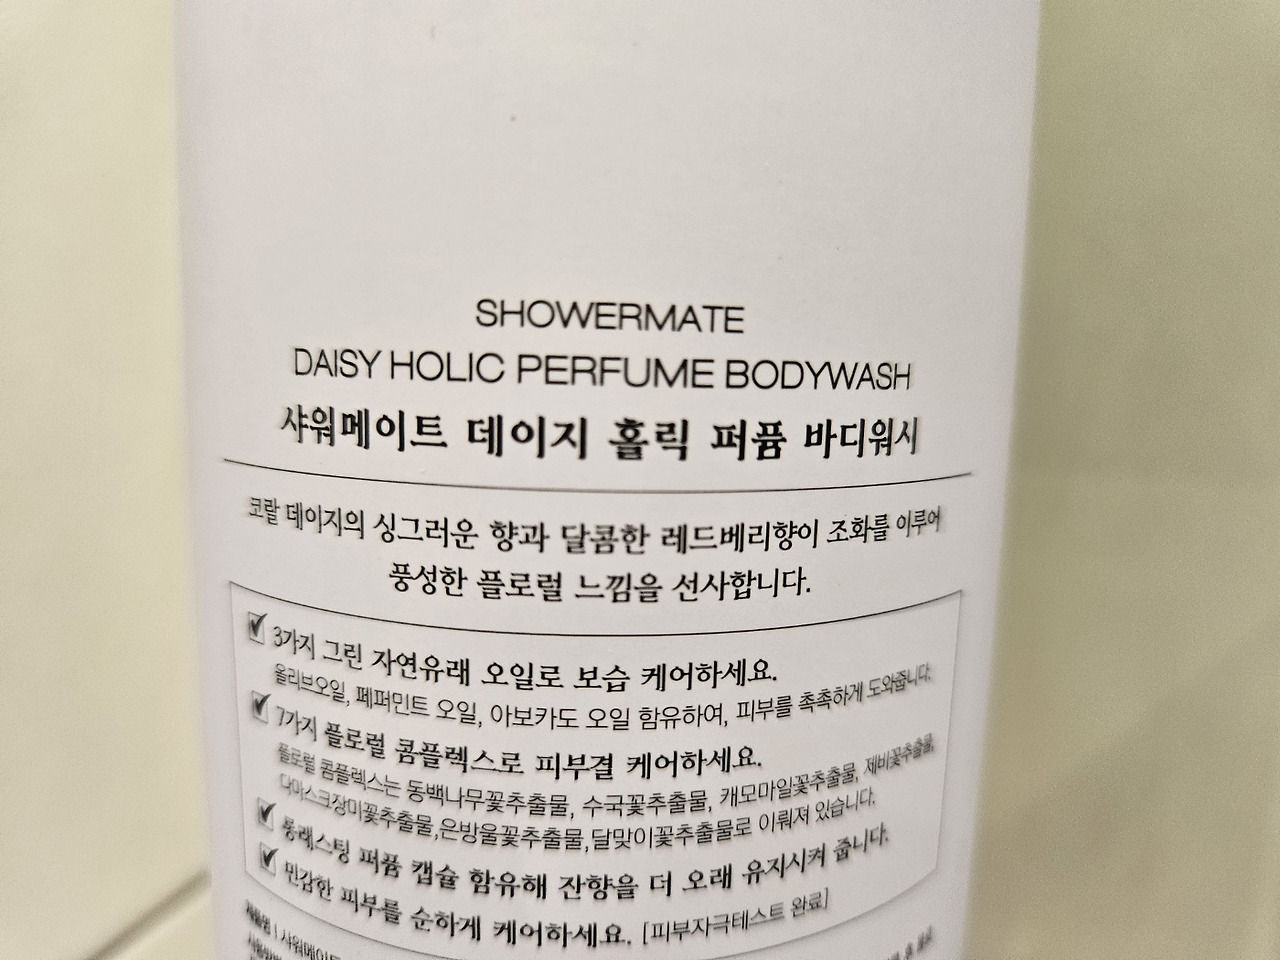 SHOWERMATE
DAISY HOLIC PERFUME BODYWASH
샤워메이트 데이지 홀릭 퍼퓸 바디워시
코랄 데이지의 싱그러운 향과 달콤한 레드베리향이 조화를 이루어
풍성한 플로럴 느낌을 선사합니다.
3가지 그린 자연유래 오일로 보습 케어하세요.
올리브오일, 페퍼민트 오일, 아보카도 오일 함유하여, 피부를 촉촉하게 도와줍니다.
7가지 플로럴 콤플렉스로 피부결 케어하세요.
플로럴 콤플렉스는 동백나무꽃추출물, 수국꽃추출물, 캐모마일꽃추출물, 제비꽃추출물,
다마스크장미꽃추출물,은방울꽃추출물,달맞이꽃추출물로 이뤄져 있습니다.
롱래스팅 퍼퓸 캡슐 함유해 잔향을 더 오래 유지시켜 줍니다.
민감한 피부를 순하게 케어하세요. [피부자극테스트 완료]
제품명 | 샤워메이트